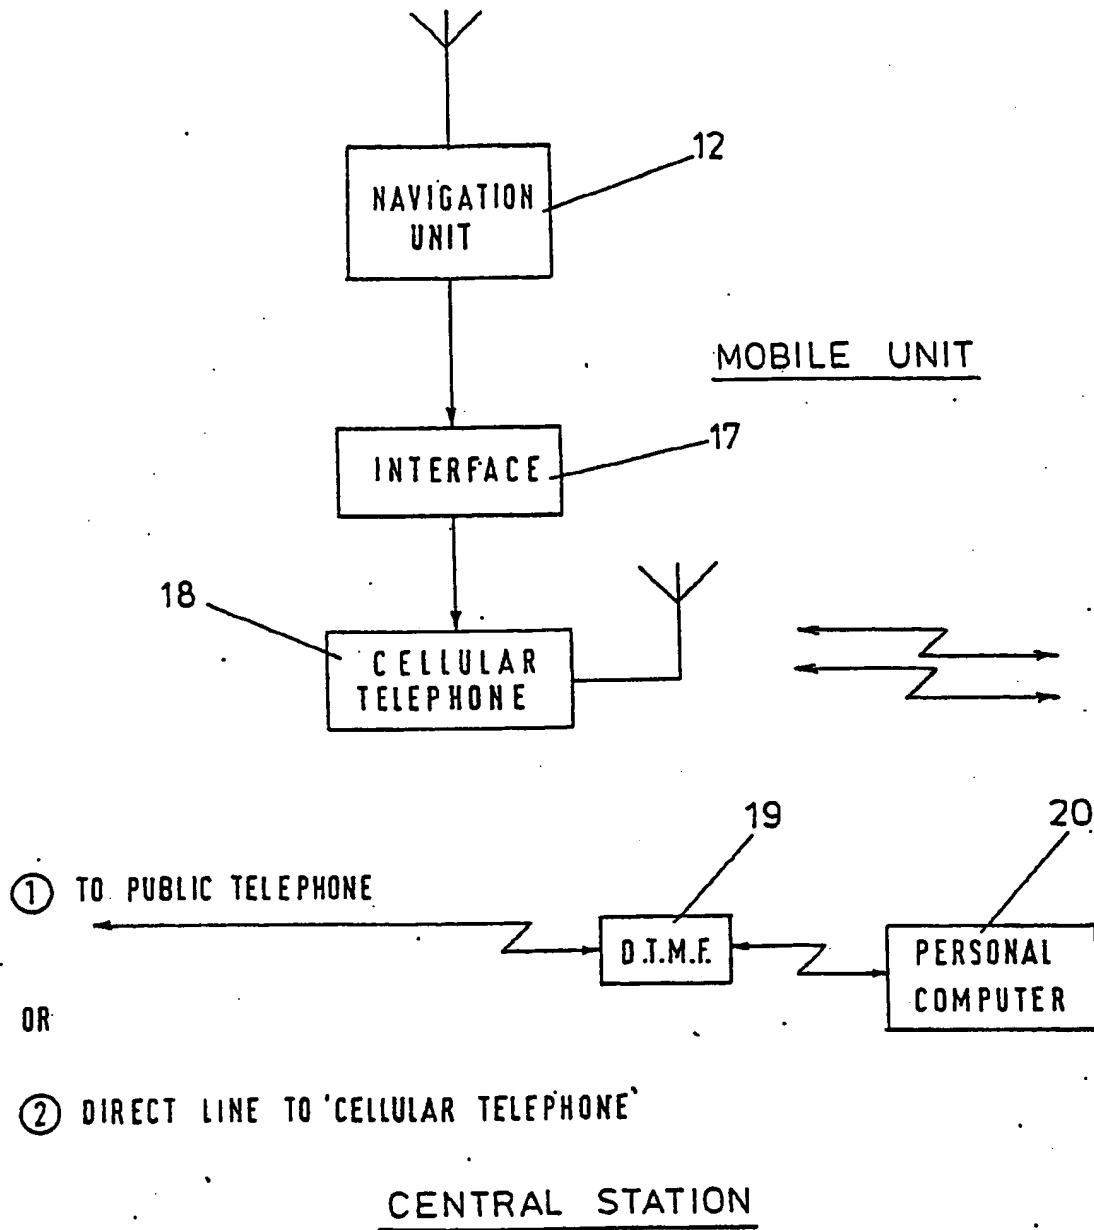 12
NAVIGATION
UNIT
MOBILE UNIT
17
INTERFACE
18
CELLULAR
TELEPHONE
19
20
① TO PUBLIC TELEPHONE
D.T.M.F.
PERSONAL
COMPUTER
OR
② DIRECT LINE TO 'CELLULAR TELEPHONE'
CENTRAL STATION